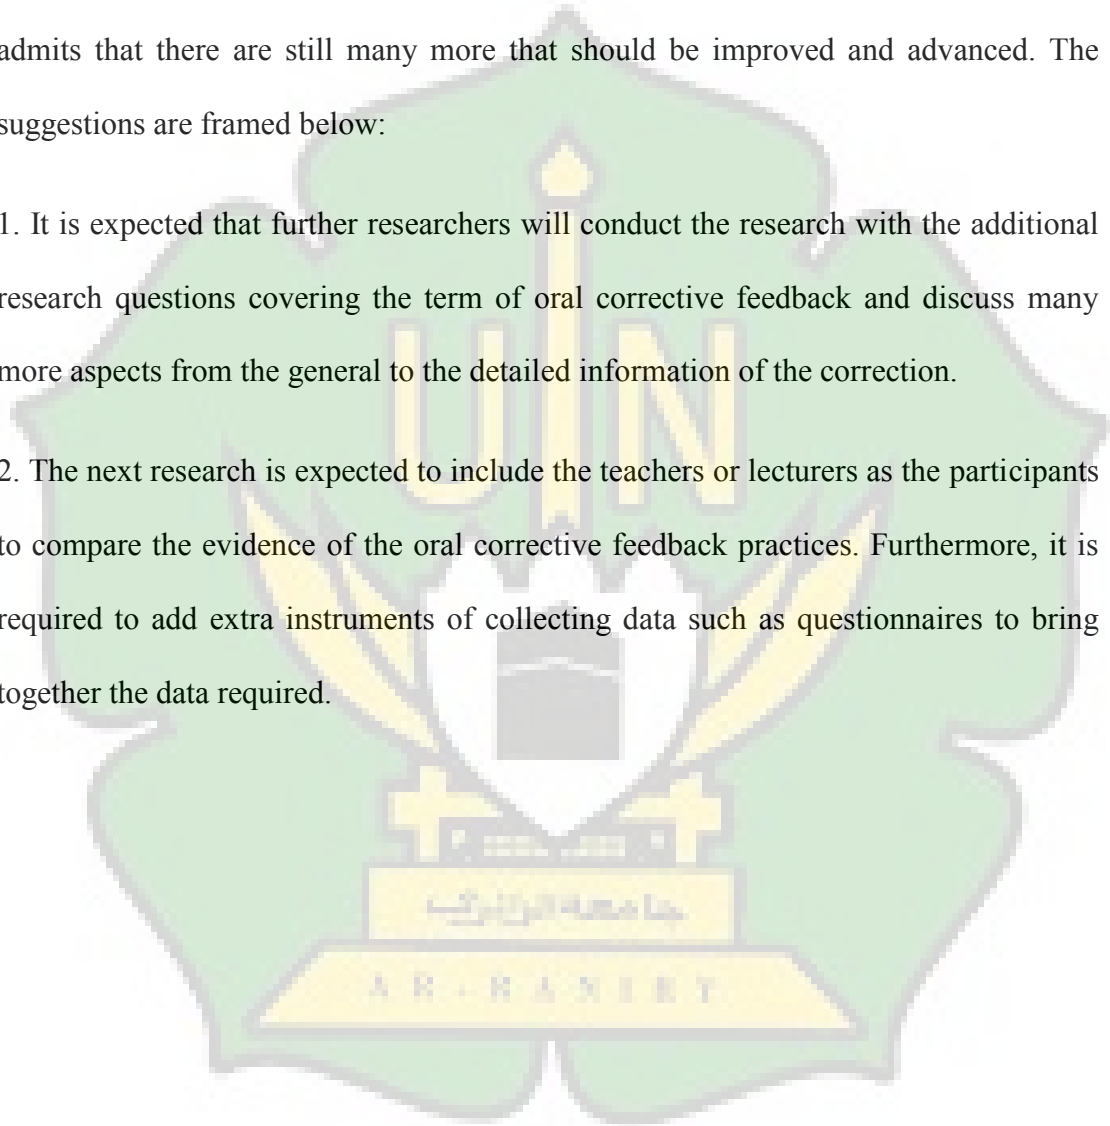 admits that there are still many more that should be improved and advanced. The
suggestions are framed below:
1. It is expected that further researchers will conduct the research with the additional
research questions covering the term of oral corrective feedback and discuss many
more aspects from the general to the detailed information of the correction.
2. The next research is expected to include the teachers or lecturers as the participants
to compare the evidence of the oral corrective feedback practices. Furthermore, it is
required to add extra instruments of collecting data such as questionnaires to bring
together the data required.
UIN
جامعة الرانيري
AR-RANIRY